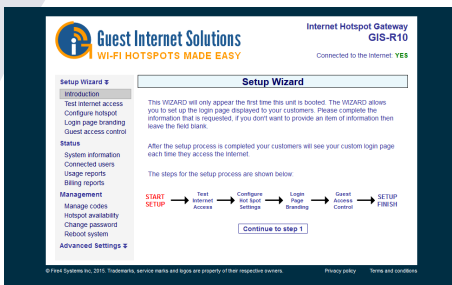 Guest Internet Solutions
WI-FI HOTSPOTS MADE EASY
Internet Hotspot Gateway
GIS-R10
Connected to the Internet: YES
Setup Wizard
Introduction
Test Internet access
Configure hotspot
Login page branding
Guest access control
Status
System information
Connected users
Usage reports
Billing reports
Management
Manage codes
Hotspot availability
Change password
Reboot system
Advanced Settings
Setup Wizard
This WIZARD will only appear the first time this unit is booted. The WIZARD allows
you to set up the login page displayed to your customers. Please complete the
information that is requested, if you don't want to provide an item of information then
leave the field blank.
After the setup process is completed your customers will see your custom login page
each time they access the Internet.
The steps for the setup process are shown below
START
SETUP
Test
Internet
Access
Configure
Hot Spot
Settings
Login
Page
Branding
Guest
Access
Control
SETUP
FINISH
Continue to step 1
© Fire4 Systems Inc, 2015. Trademarks, service marks and logos are property of their respective owners.
Privacy policy
Terms and conditions